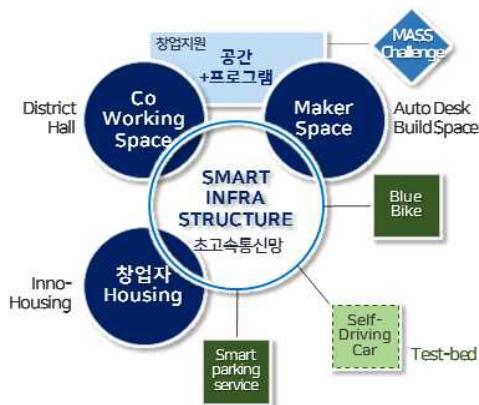 창업지원
공간
+프로그램
MASS
Challenge
District
Hall
Co
Working
Space
Maker
Space
Auto Desk
Build Space
SMART
INFRA
STRUCTURE
초고속통신망
Blue
Bike
Inno-
Housing
창업자
Housing
Self-
Driving
Car
Test-bed
Smart
parking
service